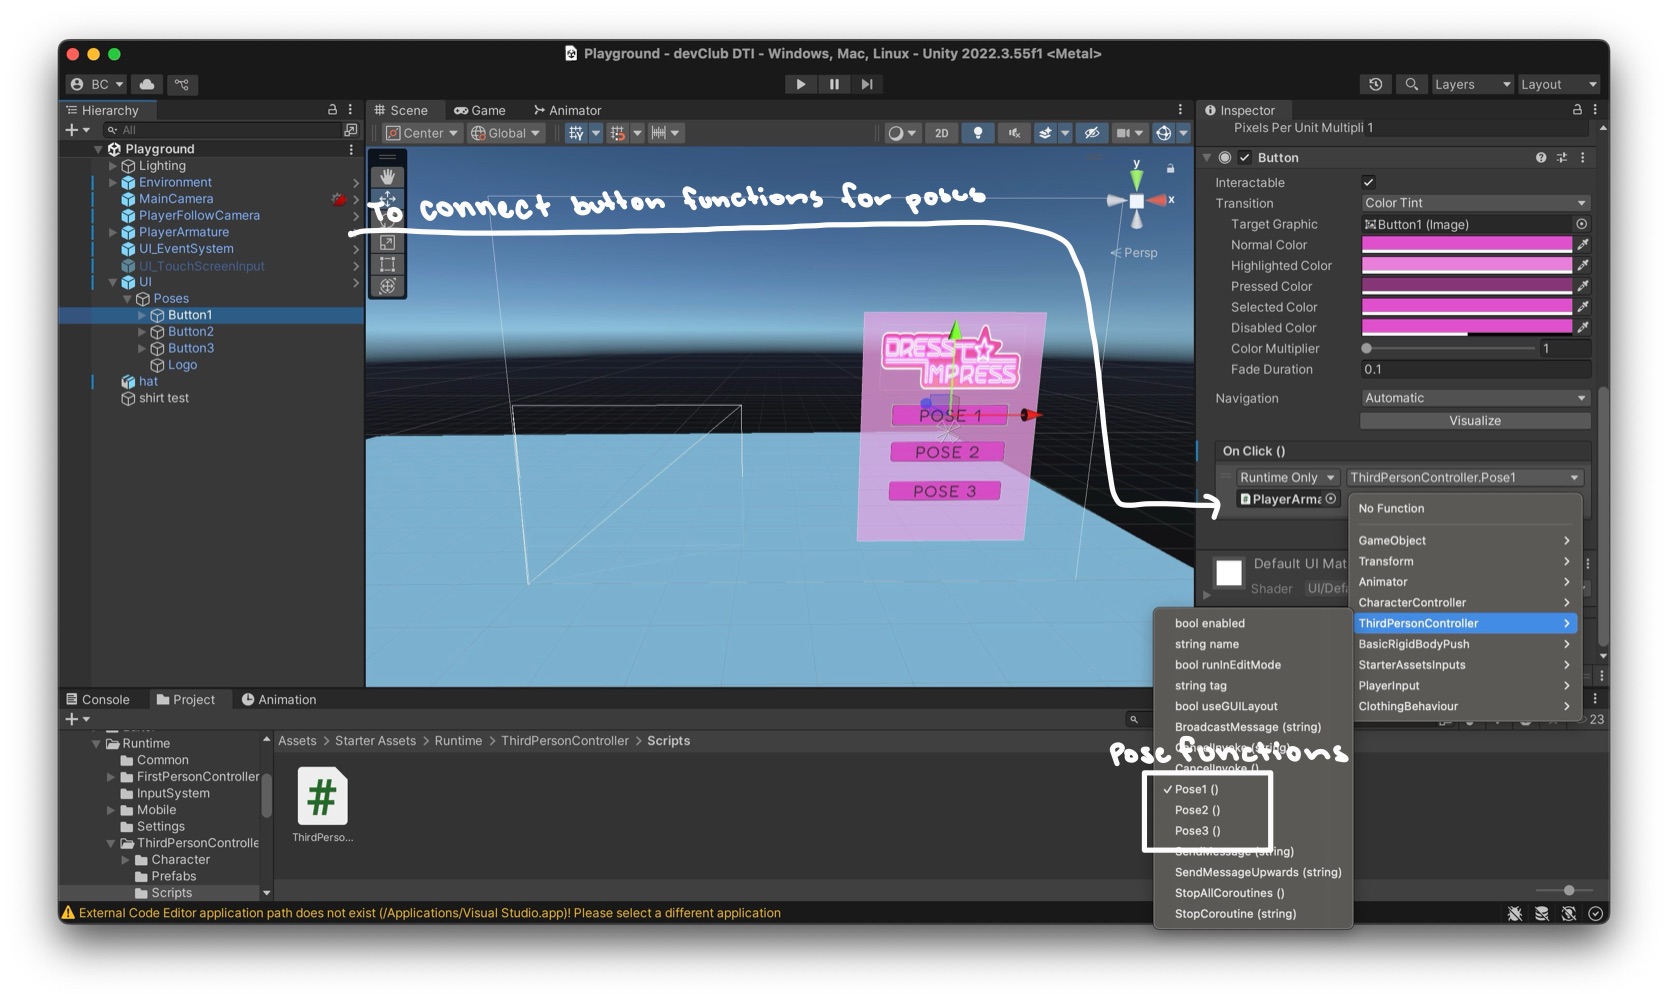 Playground - devClub DTI - Windows, Mac, Linux - Unity 2022.3.55f1 <Metal>
BC
Layers
Layout
Hierarchy
All
Playground
Lighting
Environment
MainCamera
PlayerFollowCamera
PlayerArmature
UI_EventSystem
UI_TouchScreenInput
UI
Poses
Button1
Button2
Button3
Logo
hat
shirt test
Scene
Game
Animator
Center
Global
2D
To connect button functions for poses
y
x
Persp
DRESS TO
IMPRESS
POSE 1
POSE 2
POSE 3
Inspector
Pixels Per Unit Multipli 1
Button
Interactable
Transition Color Tint
Target Graphic Button1 (Image)
Normal Color
Highlighted Color
Pressed Color
Selected Color
Disabled Color
Color Multiplier 1
Fade Duration 0.1
Navigation Automatic
Visualize
On Click ()
Runtime Only ThirdPersonController.Pose1
PlayerArma
No Function
GameObject
Transform
Animator
CharacterController
ThirdPersonController
BasicRigidBodyPush
StarterAssetsInputs
PlayerInput
ClothingBehaviour
Default UI Mat
Shader UI/Defa
bool enabled
string name
bool runInEditMode
string tag
bool useGUILayout
BroadcastMessage (string)
CancelInvoke (string)
Pose functions
CancelInvoke ()
✓ Pose1 ()
Pose2 ()
Pose3 ()
SendMessage (string)
SendMessageUpwards (string)
StopAllCoroutines ()
StopCoroutine (string)
23
Console
Project
Animation
Runtime
Common
FirstPersonController
InputSystem
Mobile
Settings
ThirdPersonControlle
Character
Prefabs
Scripts
Assets > Starter Assets > Runtime > ThirdPersonController > Scripts
#
ThirdPerso...
External Code Editor application path does not exist (/Applications/Visual Studo.app)! Please select a different application